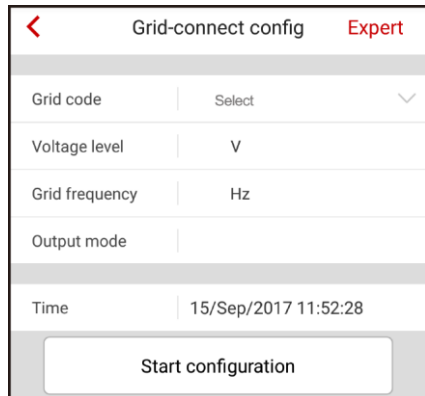 Grid-connect config Expert
Grid code Select
Voltage level V
Grid frequency Hz
Output mode
Time 15/Sep/2017 11:52:28
Start configuration